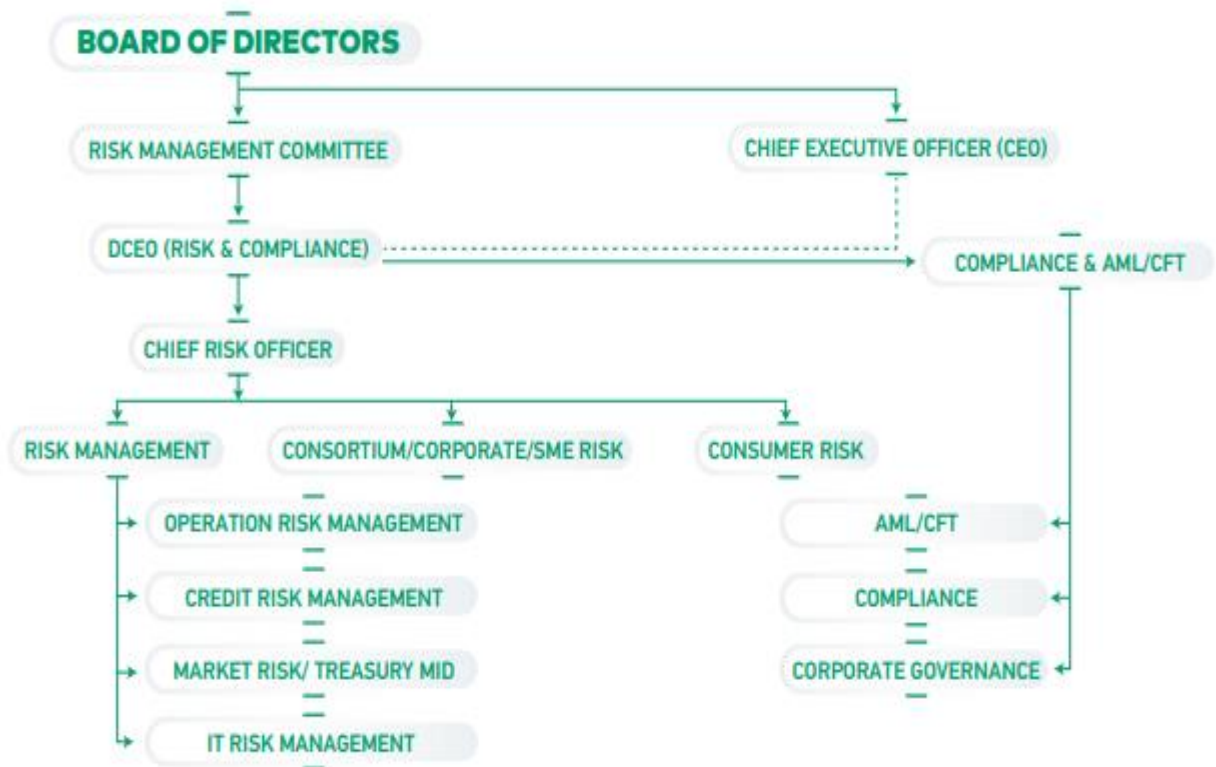 BOARD OF DIRECTORS
RISK MANAGEMENT COMMITTEE
CHIEF EXECUTIVE OFFICER (CEO)
DCEO (RISK & COMPLIANCE)
COMPLIANCE & AML/CFT
CHIEF RISK OFFICER
RISK MANAGEMENT
CONSORTIUM/CORPORATE/SME RISK
CONSUMER RISK
OPERATION RISK MANAGEMENT
AML/CFT
CREDIT RISK MANAGEMENT
COMPLIANCE
MARKET RISK/ TREASURY MID
CORPORATE GOVERNANCE
IT RISK MANAGEMENT